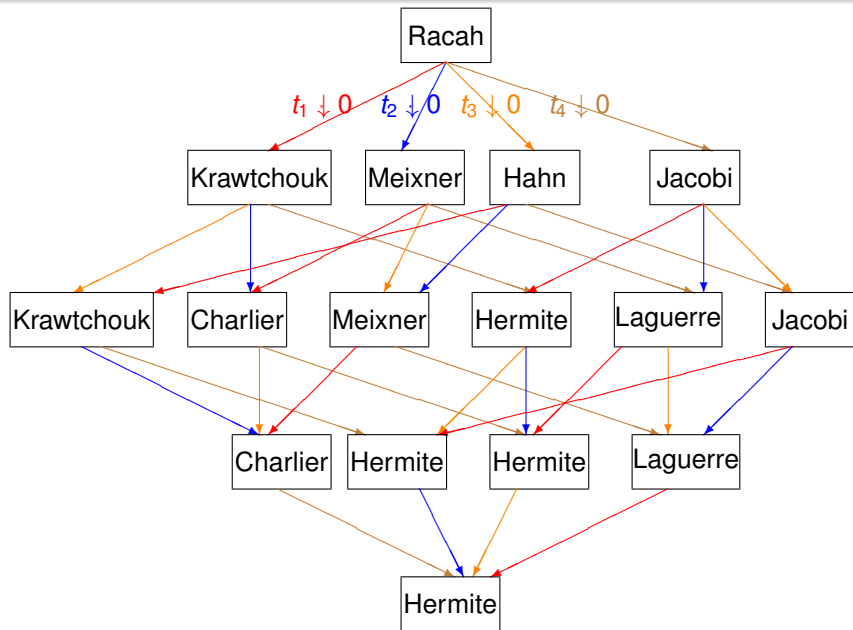 Racah
t₁ ↓ 0 t₂ ↓ 0 t₃ ↓ 0 t₄ ↓ 0
Krawtchouk Meixner Hahn Jacobi
Krawtchouk Charlier Meixner Hermite Laguerre Jacobi
Charlier Hermite Hermite Laguerre
Hermite